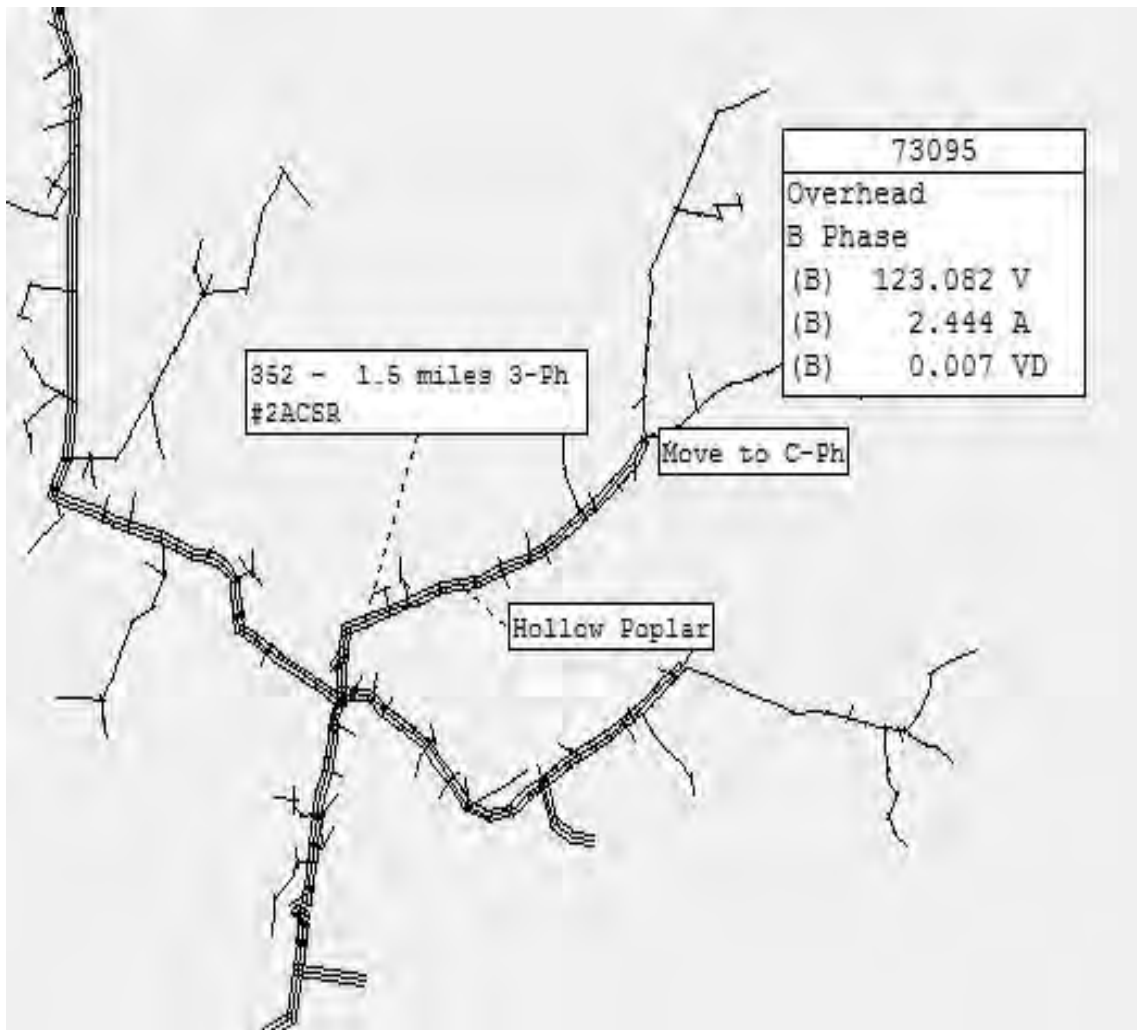 73095
Overhead
B Phase
(B) 123.082 V
(B) 2.444 A
(B) 0.007 VD
352 - 1.5 miles 3-Ph
#2ACSR
Move to C-Ph
Hollow Poplar